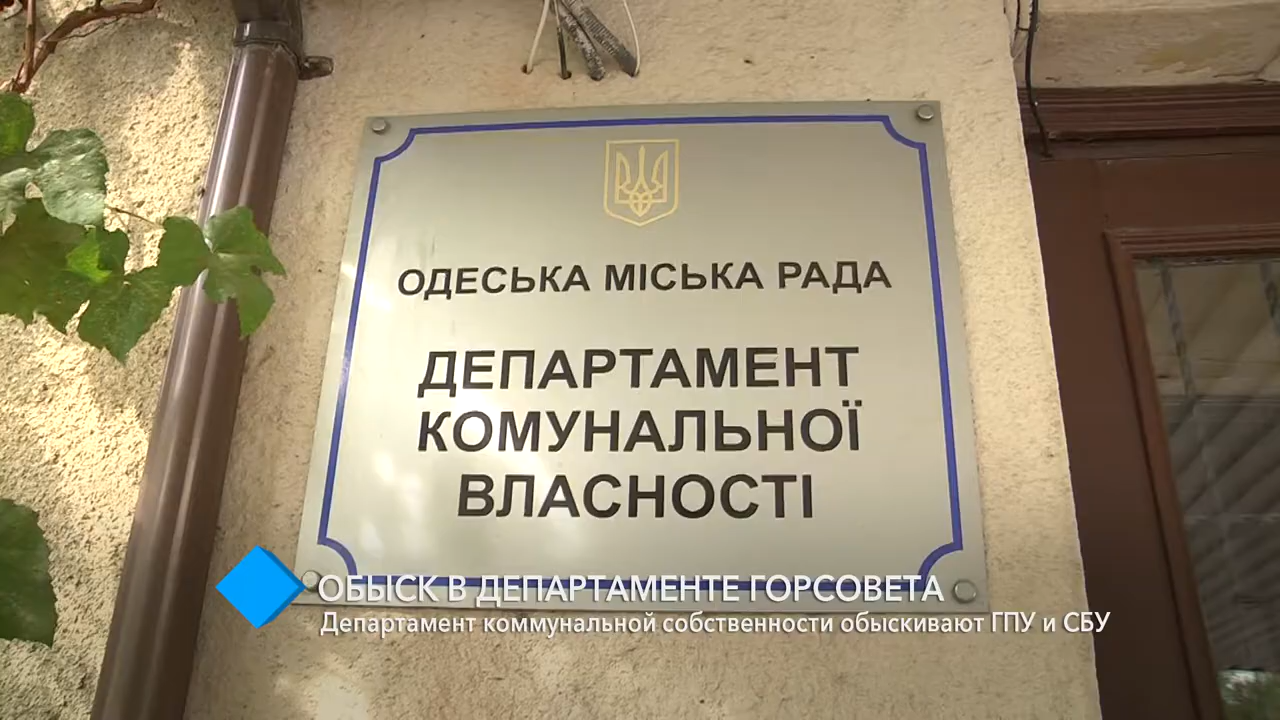 ОДЕСЬКА МІСЬКА РАДА
ДЕПАРТАМЕНТ
КОМУНАЛЬНОЇ
ВЛАСНОСТІ
ОБЫСК В ДЕПАРТАМЕНТЕ ГОРСОВЕТА
Департамент коммунальной собственности обыскивают ГПУ и СБУ